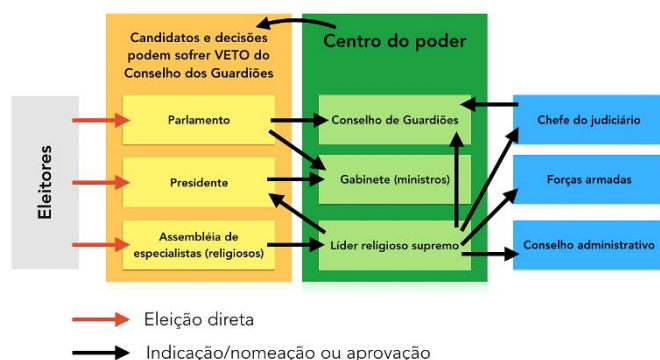 Candidatos e decisões
podem sofrer VETO do
Conselho dos Guardiões
Centro do poder
Eleitores
Parlamento
Conselho de Guardiões
Chefe do judiciário
Presidente
Gabinete (ministros)
Forças armadas
Assembléia de
especialistas (religiosos)
Líder religioso supremo
Conselho administrativo
Eleição direta
Indicação/nomeação ou aprovação